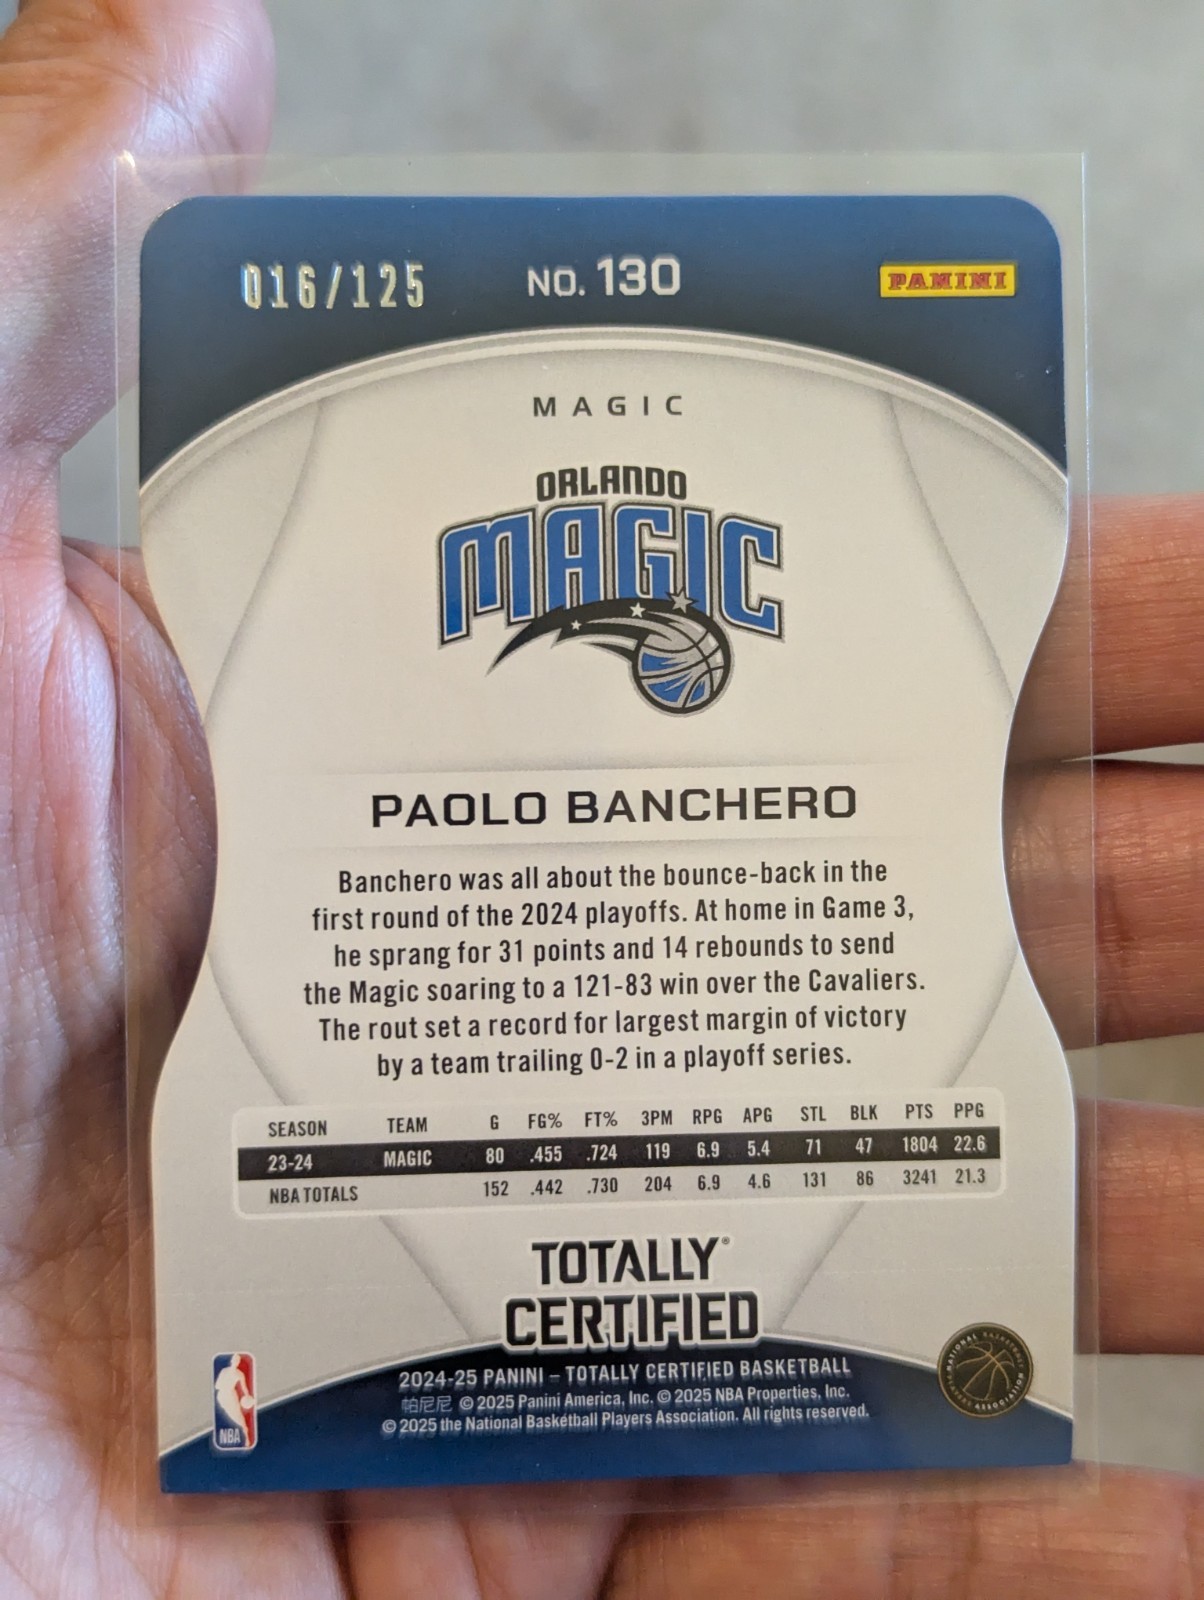 016/125 NO. 130 PANINI
MAGIC
ORLANDO
MAGIC
PAOLO BANCHERO
Banchero was all about the bounce-back in the
first round of the 2024 playoffs. At home in Game 3,
he sprang for 31 points and 14 rebounds to send
the Magic soaring to a 121-83 win over the Cavaliers.
The rout set a record for largest margin of victory
by a team trailing 0-2 in a playoff series.
SEASON TEAM G FG% FT% 3PM RPG APG STL BLK PTS PPG
23-24 MAGIC 80 .455 .724 119 6.9 5.4 71 47 1804 22.6
NBA TOTALS 152 .442 .730 204 6.9 4.6 131 86 3241 21.3
TOTALLY®
CERTIFIED
2024-25 PANINI – TOTALLY CERTIFIED BASKETBALL
帕尼尼 © 2025 Panini America, Inc. © 2025 NBA Properties, Inc.
© 2025 the National Basketball Players Association. All rights reserved.
NBA
NATIONAL BASKETBALL
PLAYERS ASSOCIATION